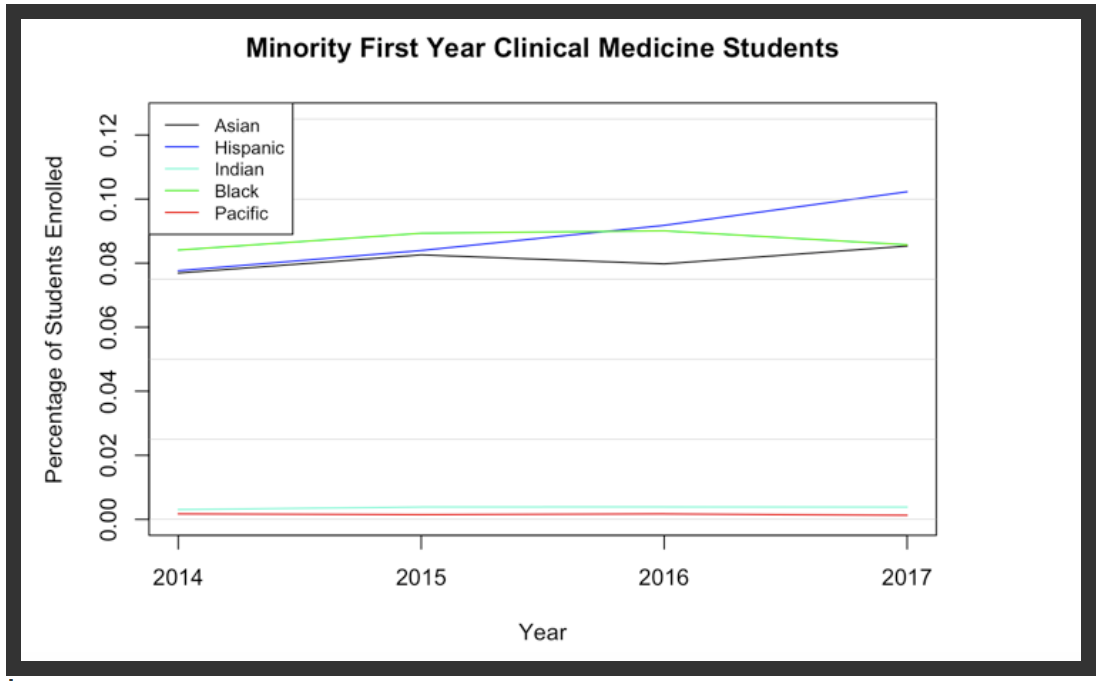 Minority First Year Clinical Medicine Students
Asian
Hispanic
Indian
Black
Pacific
Percentage of Students Enrolled
0.12
0.10
0.08
0.06
0.04
0.02
0.00
2014 2015 2016 2017
Year